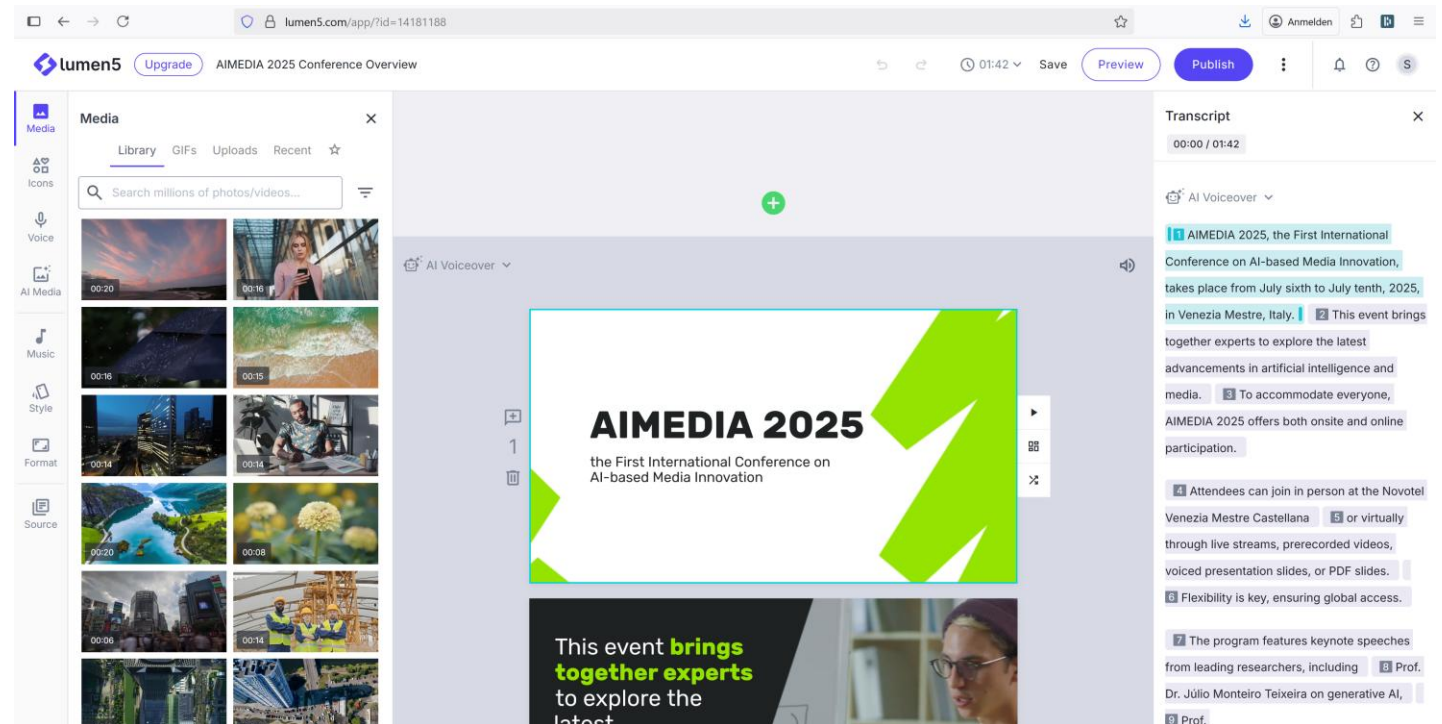 lumen5.com/app/?id=14181188
Anmelden
lumen5
Upgrade
AIMEDIA 2025 Conference Overview
01:42
Save
Preview
Publish
S
Media
Icons
Voice
AI Media
Music
Style
Format
Source
Media
Library GIFs Uploads Recent
Search millions of photos/videos...
00:20
00:16
00:16
00:15
00:14
00:14
00:20
00:08
00:06
00:14
AI Voiceover
1
AIMEDIA 2025
the First International Conference on
AI-based Media Innovation
This event brings
together experts
to explore the
latest
Transcript
00:00 / 01:42
AI Voiceover
1 AIMEDIA 2025, the First International
Conference on AI-based Media Innovation,
takes place from July sixth to July tenth, 2025,
in Venezia Mestre, Italy. 2 This event brings
together experts to explore the latest
advancements in artificial intelligence and
media. 3 To accommodate everyone,
AIMEDIA 2025 offers both onsite and online
participation.
4 Attendees can join in person at the Novotel
Venezia Mestre Castellana 5 or virtually
through live streams, prerecorded videos,
voiced presentation slides, or PDF slides.
6 Flexibility is key, ensuring global access.
7 The program features keynote speeches
from leading researchers, including 8 Prof.
Dr. Júlio Monteiro Teixeira on generative AI,
9 Prof.